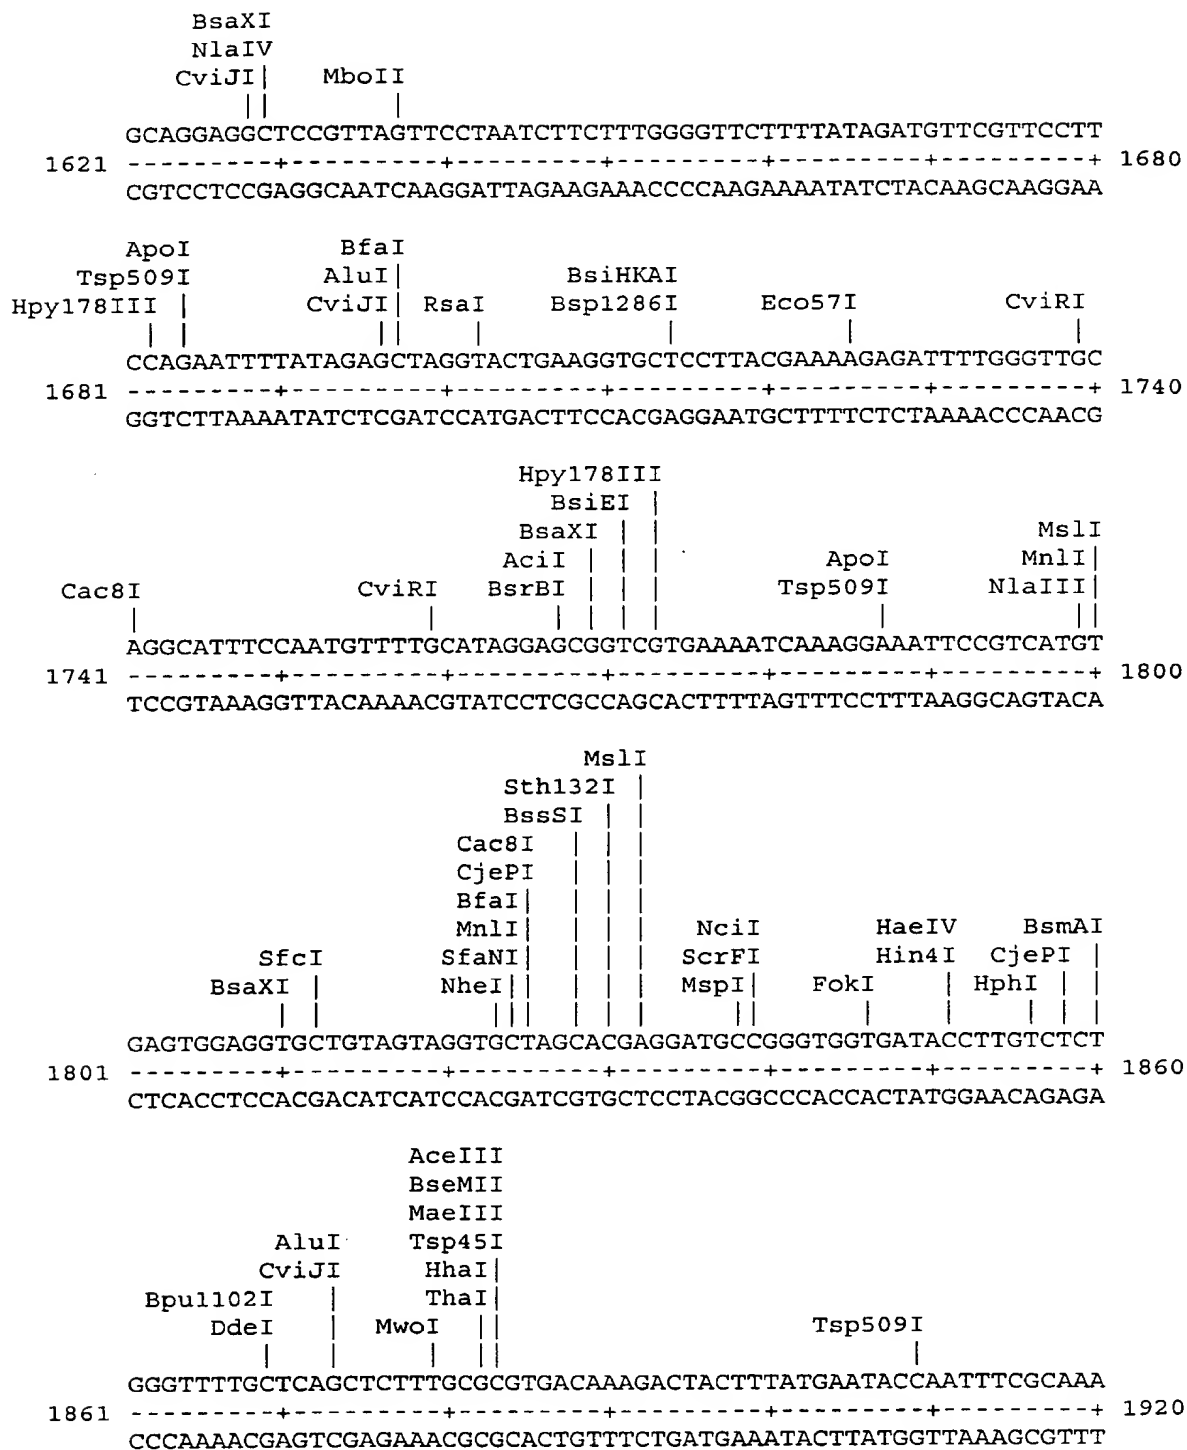 BsaXI
NlaIV
CviJI| MboII
|| |
GCAGGAGGCTCCGTTAGTTCCTAATCTTCTTTGGGGTTCTTTTATAGATGTTCGTTCCTT
1621 ---------+---------+---------+---------+---------+---------+ 1680
CGTCCTCCGAGGCAATCAAGGATTAGAAGAAACCCCAAGAAAATATCTACAAGCAAGGAA
ApoI BfaI
Tsp509I AluI| BsiHKAI
Hpy178III | CviJI| RsaI Bsp1286I Eco57I CviRI
| | || | | | |
CCAGAATTTTATAGAGCTAGGTACTGAAGGTGCTCCTTACGAAAAGAGATTTTGGGTTGC
1681 ---------+---------+---------+---------+---------+---------+ 1740
GGTCTTAAAATATCTCGATCCATGACTTCCACGAGGAATGCTTTTCTCTAAAACCCAACG
Hpy178III
BsiEI |
BsaXI | | MslI
AciI | | | ApoI MnlI|
Cac8I CviRI BsrBI | | | Tsp509I NlaIII|
| | | | | | | ||
AGGCATTTCCAATGTTTTGCATAGGAGCGGTCGTGAAAATCAAAGGAAATTCCGTCATGT
1741 ---------+---------+---------+---------+---------+---------+ 1800
TCCGTAAAGGTTACAAAACGTATCCTCGCCAGCACTTTTAGTTTCCTTTAAGGCAGTACA
MslI
Sth132I |
BssSI | |
Cac8I | | |
CjePI | | |
BfaI| | | |
MnlI| | | | NciI HaeIV BsmAI
SfcI SfaNI| | | | ScrFI Hin4I CjePI |
BsaXI | NheI| | | | MspI| FokI | HphI | |
| | ||| | | | || | | | | |
GAGTGGAGGTGCTGTAGTAGGTGCTAGCACGAGGATGCCGGGTGGTGATACCTTGTCTCT
1801 ---------+---------+---------+---------+---------+---------+ 1860
CTCACCTCCACGACATCATCCACGATCGTGCTCCTACGGCCCACCACTATGGAACAGAGA
AceIII
BseMII
MaeIII
AluI Tsp45I
CviJI HhaI|
Bpu1102I | ThaI|
DdeI | MwoI || Tsp509I
| | | || |
GGGTTTTGCTCAGCTCTTTGCGCGTGACAAAGACTACTTTATGAATACCAATTTCGCAAA
1861 ---------+---------+---------+---------+---------+---------+ 1920
CCCAAAACGAGTCGAGAAACGCGCACTGTTTCTGATGAAATACTTATGGTTAAAGCGTTT